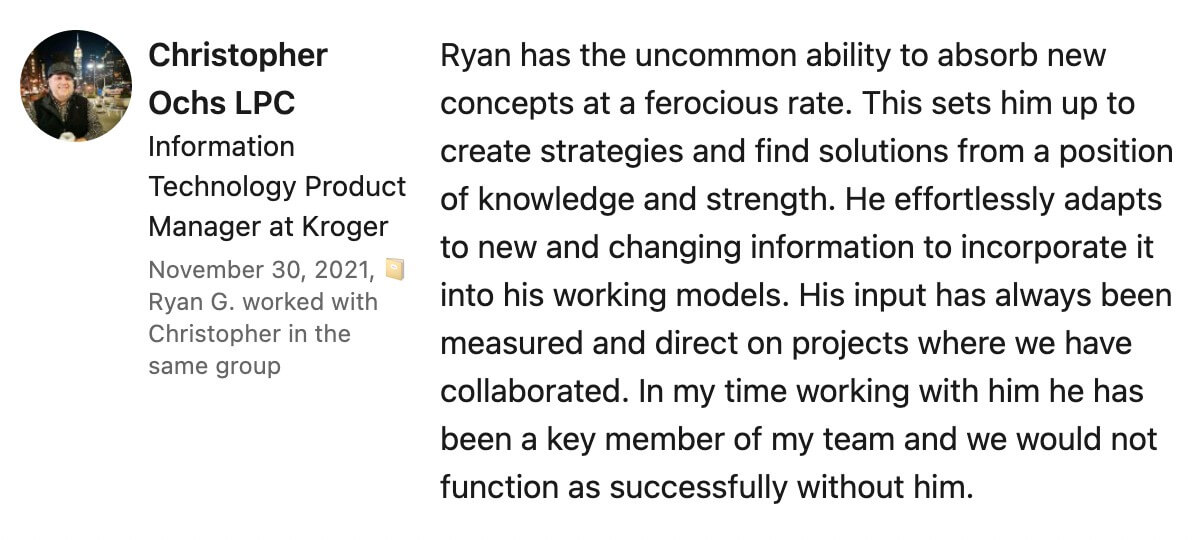 Christopher
Ochs LPC
Information
Technology Product
Manager at Kroger
November 30, 2021,
Ryan G. worked with
Christopher in the
same group
Ryan has the uncommon ability to absorb new
concepts at a ferocious rate. This sets him up to
create strategies and find solutions from a position
of knowledge and strength. He effortlessly adapts
to new and changing information to incorporate it
into his working models. His input has always been
measured and direct on projects where we have
collaborated. In my time working with him he has
been a key member of my team and we would not
function as successfully without him.